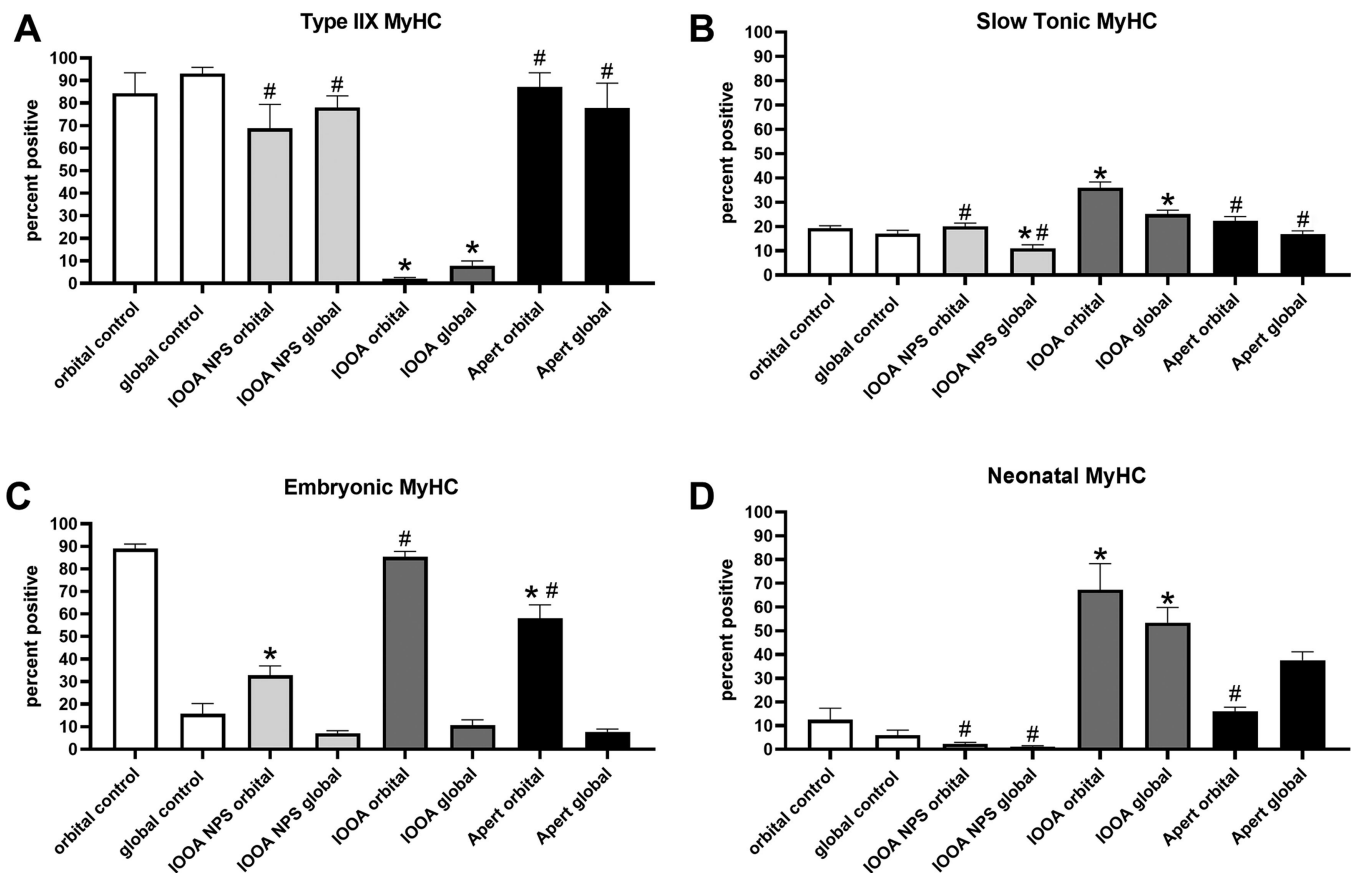 A
Type IIX MyHC
percent positive
100
90
80
70
60
50
40
30
20
10
0
# # * * # #
orbital control
global control
IOOA NPS orbital
IOOA NPS global
IOOA orbital
IOOA global
Apert orbital
Apert global
B
Slow Tonic MyHC
percent positive
100
90
80
70
60
50
40
30
20
10
0
# * # * * # #
orbital control
global control
IOOA NPS orbital
IOOA NPS global
IOOA orbital
IOOA global
Apert orbital
Apert global
C
Embryonic MyHC
percent positive
100
90
80
70
60
50
40
30
20
10
0
* # * #
orbital control
global control
IOOA NPS orbital
IOOA NPS global
IOOA orbital
IOOA global
Apert orbital
Apert global
D
Neonatal MyHC
percent positive
100
90
80
70
60
50
40
30
20
10
0
# # * * #
orbital control
global control
IOOA NPS orbital
IOOA NPS global
IOOA orbital
IOOA global
Apert orbital
Apert global